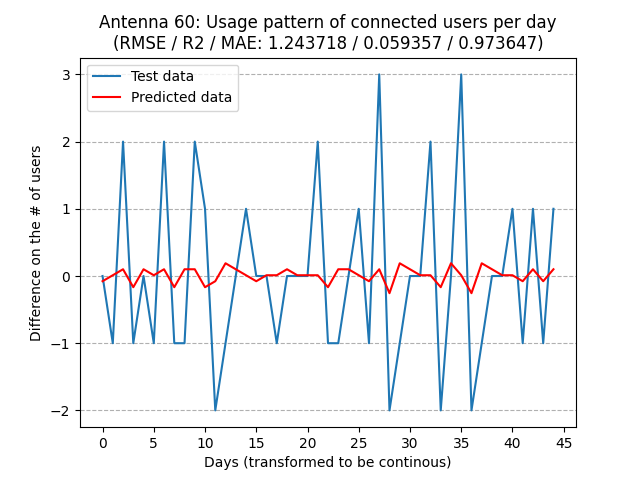 Antenna 60: Usage pattern of connected users per day
(RMSE / R2 / MAE: 1.243718 / 0.059357 / 0.973647)
Test data
Predicted data
Difference on the # of users
3
2
1
0
−1
−2
0 5 10 15 20 25 30 35 40 45
Days (transformed to be continous)